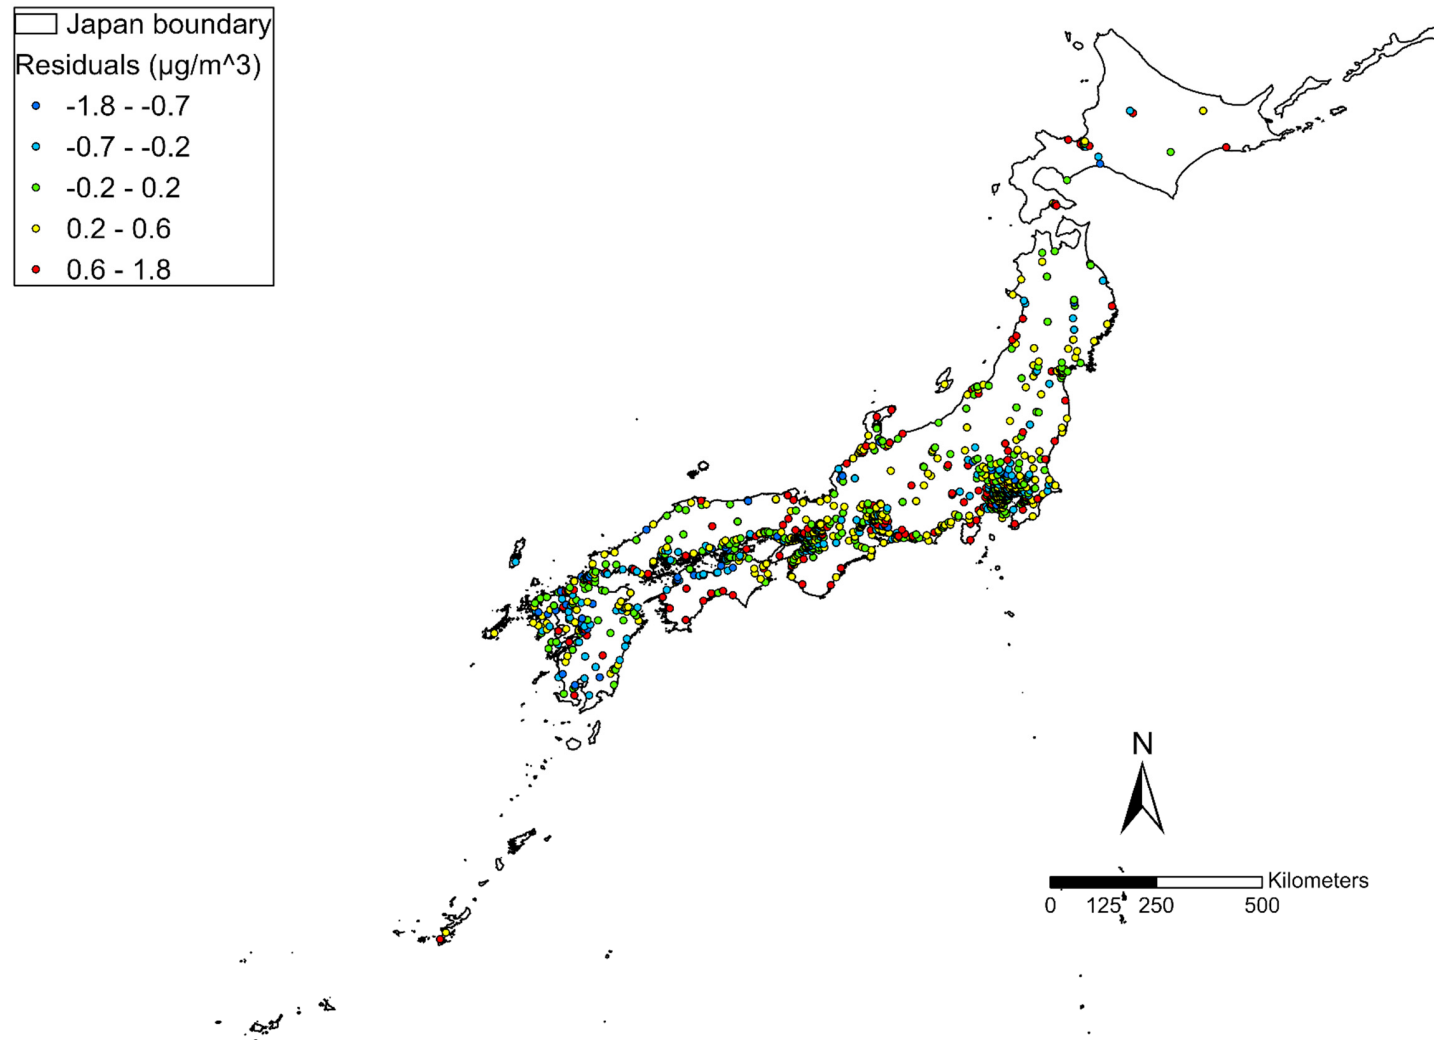 Japan boundary
Residuals (µg/m^3)
-1.8 - -0.7
-0.7 - -0.2
-0.2 - 0.2
0.2 - 0.6
0.6 - 1.8
N
Kilometers
0 125 250 500